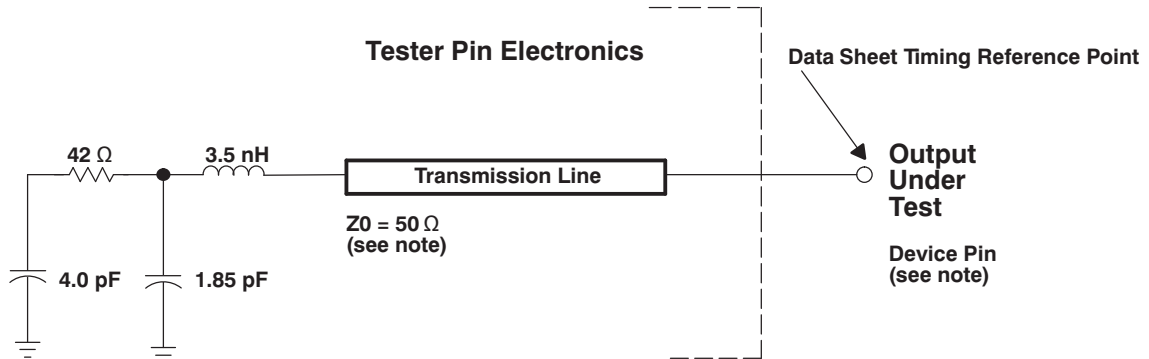 Tester Pin Electronics
Data Sheet Timing Reference Point
42 Ω
3.5 nH
Transmission Line
Output
Under
Test
Z0 = 50 Ω
(see note)
Device Pin
(see note)
4.0 pF
1.85 pF